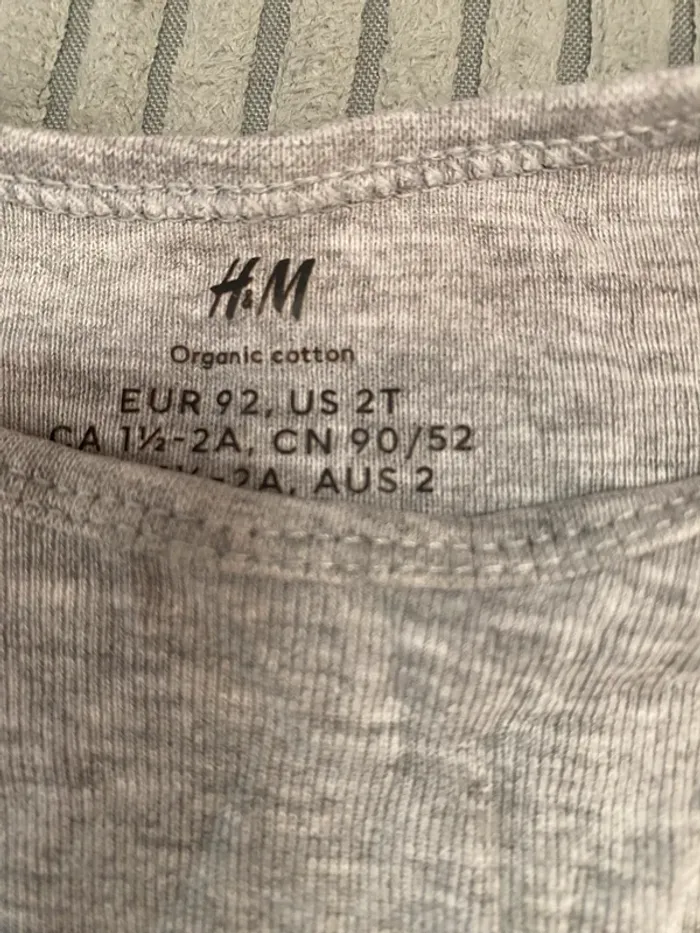 H&M
Organic cotton
EUR 92, US 2T
CA 1½-2A, CN 90/52
-2A, AUS 2